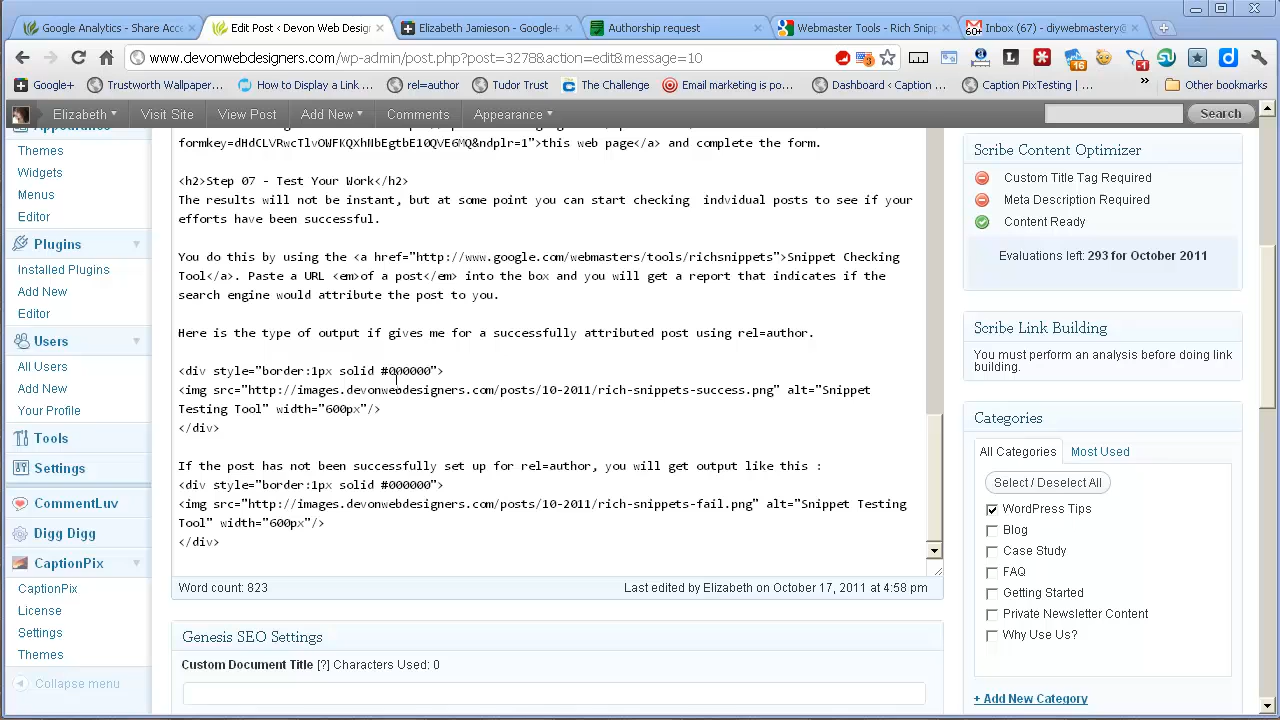 Google Analytics - Share Acce
Edit Post ‹ Devon Web Desig
Elizabeth Jamieson - Google+
Authorship request
Webmaster Tools - Rich Snip
Inbox (67) - diywebmastery@
www.devonwebdesigners.com/wp-admin/post.php?post=3278&action=edit&message=10
Google+
Trustworth Wallpaper...
How to Display a Link ...
rel=author
Tudor Trust
The Challenge
Email marketing is po...
Dashboard ‹ Caption ...
Caption PixTesting | ...
Other bookmarks
Elizabeth
Visit Site
View Post
Add New
Comments
Appearance
Search
Appearance
Themes
Widgets
Menus
Editor
Plugins
Installed Plugins
Add New
Editor
Users
All Users
Add New
Your Profile
Tools
Settings
CommentLuv
Digg Digg
CaptionPix
CaptionPix
License
Settings
Themes
Collapse menu
this web page</a> and complete the form.
<h2>Step 07 - Test Your Work</h2>
The results will not be instant, but at some point you can start checking  indvidual posts to see if your
efforts have been successful.
You do this by using the <a href="http://www.google.com/webmasters/tools/richsnippets">Snippet Checking
Tool</a>. Paste a URL <em>of a post</em> into the box and you will get a report that indicates if the
search engine would attribute the post to you.
Here is the type of output if gives me for a successfully attributed post using rel=author.
<div style="border:1px solid #000000">
<img src="http://images.devonwebdesigners.com/posts/10-2011/rich-snippets-success.png" alt="Snippet
Testing Tool" width="600px"/>
</div>
If the post has not been successfully set up for rel=author, you will get output like this :
<div style="border:1px solid #000000">
<img src="http://images.devonwebdesigners.com/posts/10-2011/rich-snippets-fail.png" alt="Snippet Testing
Tool" width="600px"/>
</div>
Word count: 823
Last edited by Elizabeth on October 17, 2011 at 4:58 pm
Genesis SEO Settings
Custom Document Title [?] Characters Used: 0
Scribe Content Optimizer
Custom Title Tag Required
Meta Description Required
Content Ready
Evaluations left: 293 for October 2011
Scribe Link Building
You must perform an analysis before doing link
building.
Categories
All Categories
Most Used
Select / Deselect All
WordPress Tips
Blog
Case Study
FAQ
Getting Started
Private Newsletter Content
Why Use Us?
+ Add New Category